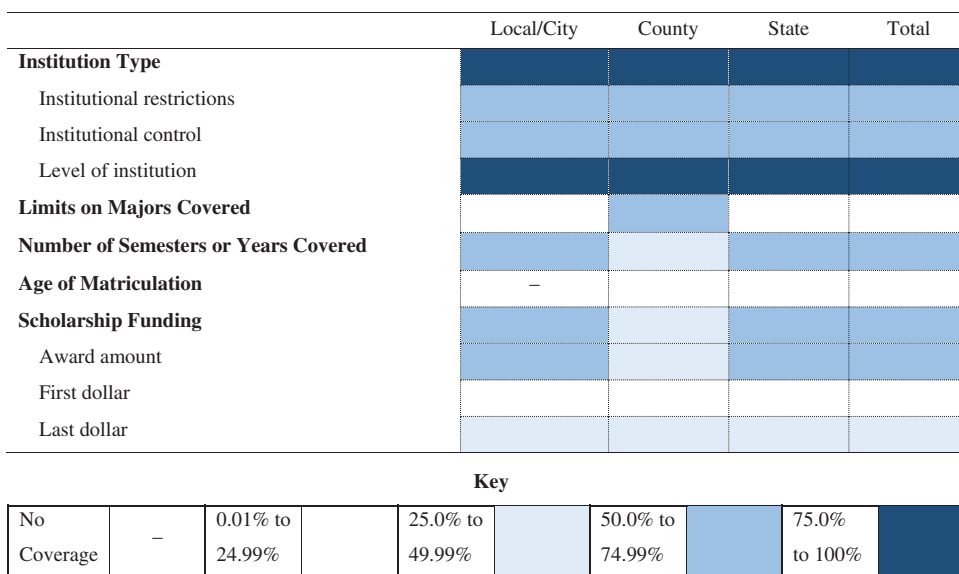 Local/City County State Total
Institution Type
Institutional restrictions
Institutional control
Level of institution
Limits on Majors Covered
Number of Semesters or Years Covered
Age of Matriculation –
Scholarship Funding
Award amount
First dollar
Last dollar
Key
No – 0.01% to 25.0% to 50.0% to 75.0%
Coverage 24.99% 49.99% 74.99% to 100%